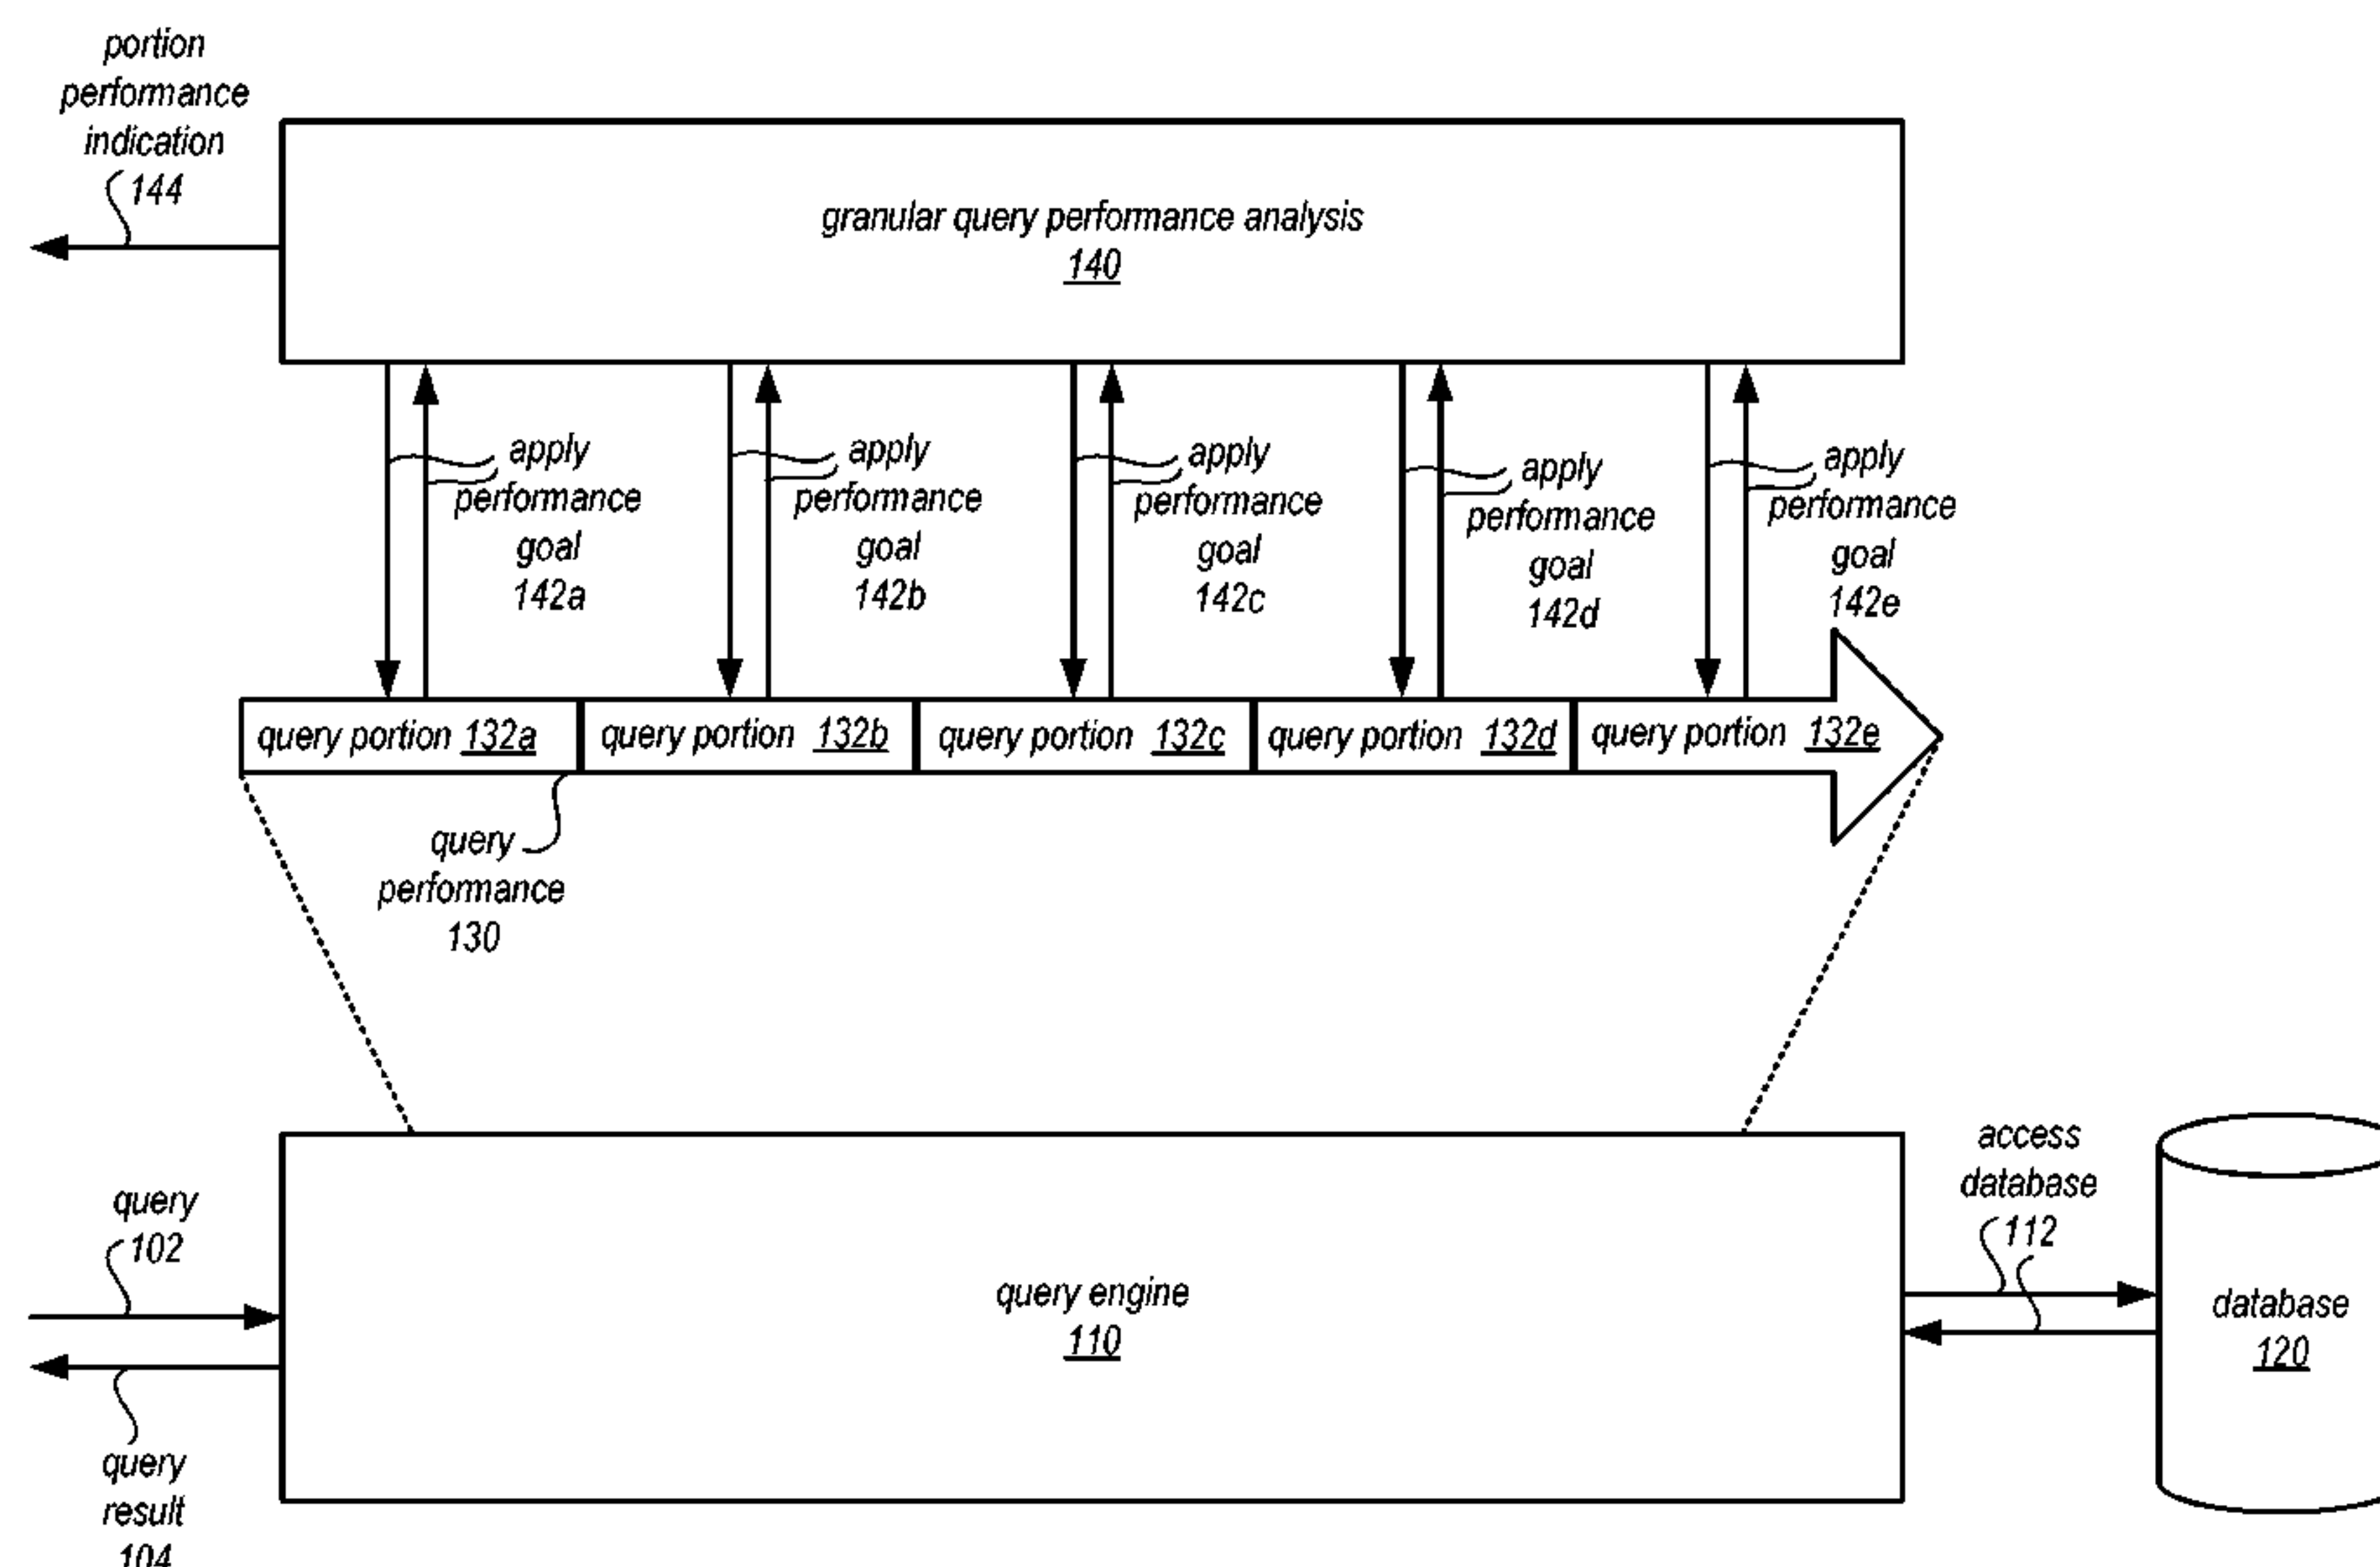 portion
performance
indication
144
granular query performance analysis
140
apply
performance
goal
142a
apply
performance
goal
142b
apply
performance
goal
142c
apply
performance
goal
142d
apply
performance
goal
142e
query portion 132a
query portion 132b
query portion 132c
query portion 132d
query portion 132e
query
performance
130
query
102
query engine
110
access
database
112
database
120
query
result
104